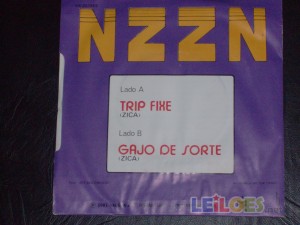 NZZN
Lado A
TRIP FIXE
(ZICA)
Lado B
GAJO DE SORTE
(ZICA)
LEiLOES